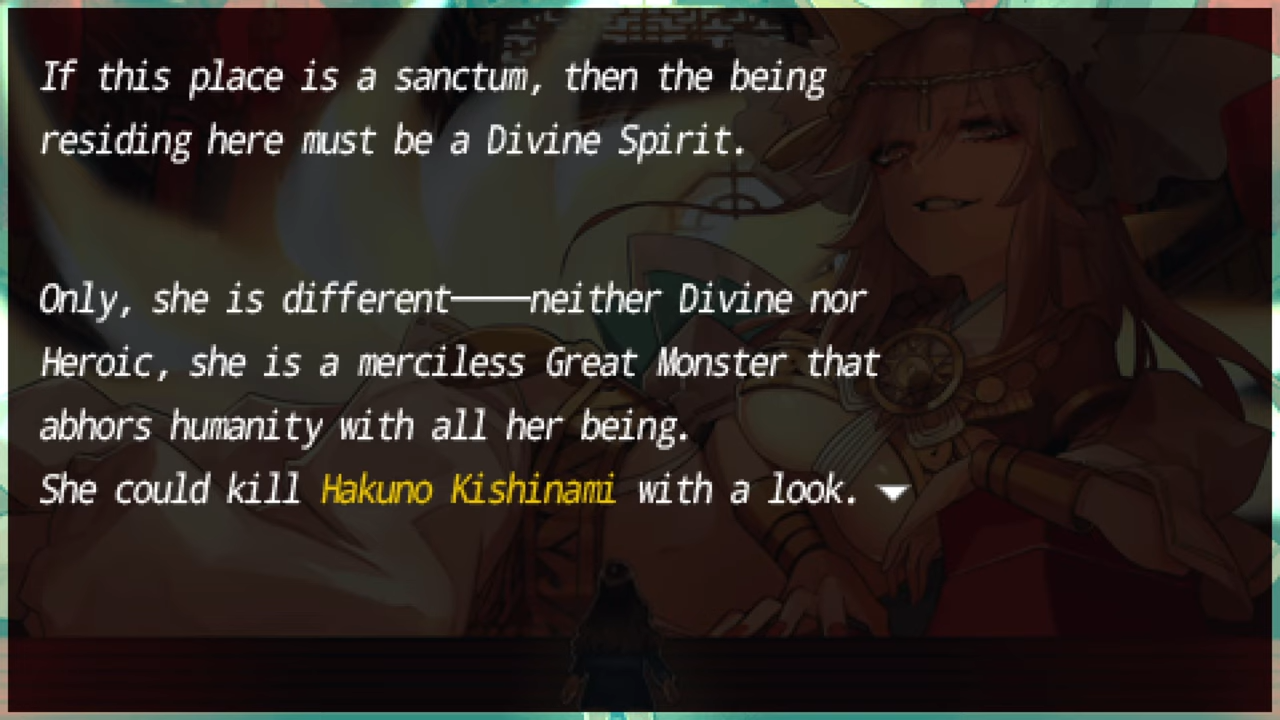 If this place is a sanctum, then the being
residing here must be a Divine Spirit.
Only, she is different――neither Divine nor
Heroic, she is a merciless Great Monster that
abhors humanity with all her being.
She could kill Hakuno Kishinami with a look.